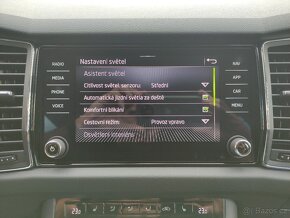 Nastavení světel
RADIO
MEDIA
PHONE
VOICE
Asistent světel
Citlivost světel. senzoru: Střední
Automatická jízdní světla za deště
Komfortní blikání
Cestovní režim: Provoz vpravo
Osvětlení interiéru
NAV
APP
CAR
MENU